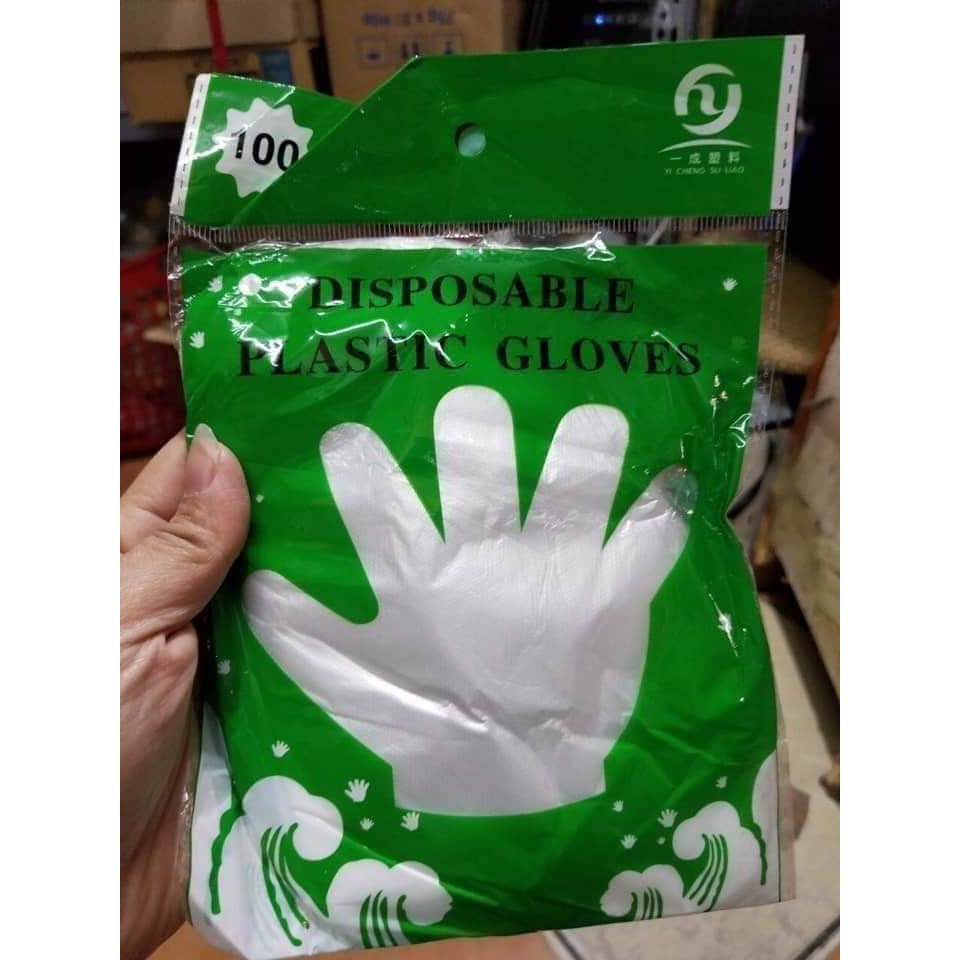 100
一成塑料
YI CHENG SU LIAO
DISPOSABLE
PLASTIC GLOVES